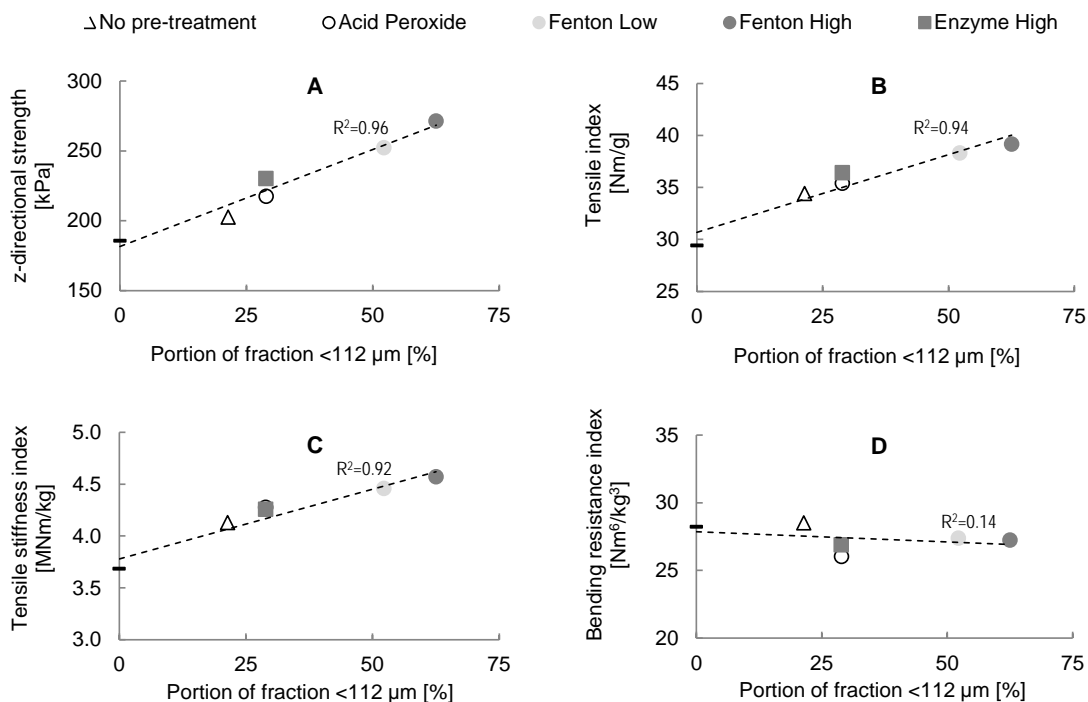 No pre-treatment Acid Peroxide Fenton Low Fenton High Enzyme High
A
z-directional strength
[kPa]
300
250
200
150
R²=0.96
0 25 50 75
Portion of fraction <112 µm [%]
B
Tensile index
[Nm/g]
45
40
35
30
25
R²=0.94
0 25 50 75
Portion of fraction <112 µm [%]
C
Tensile stiffness index
[MNm/kg]
5.0
4.5
4.0
3.5
3.0
R²=0.92
0 25 50 75
Portion of fraction <112 µm [%]
D
Bending resistance index
[Nm⁶/kg³]
35
30
25
20
R²=0.14
0 25 50 75
Portion of fraction <112 µm [%]